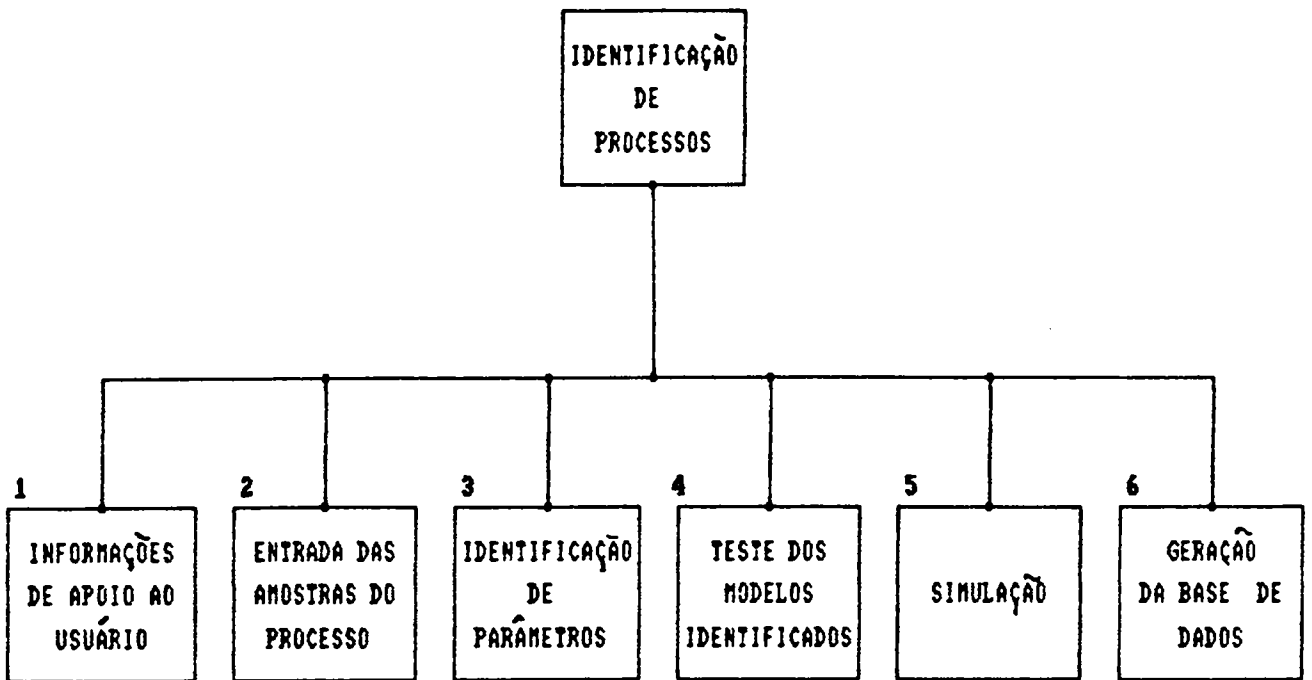 IDENTIFICAÇÃO
DE
PROCESSOS
1
INFORMAÇÕES
DE APOIO AO
USUÁRIO
2
ENTRADA DAS
AMOSTRAS DO
PROCESSO
3
IDENTIFICAÇÃO
DE
PARÂMETROS
4
TESTE DOS
MODELOS
IDENTIFICADOS
5
SIMULAÇÃO
6
GERAÇÃO
DA BASE DE
DADOS